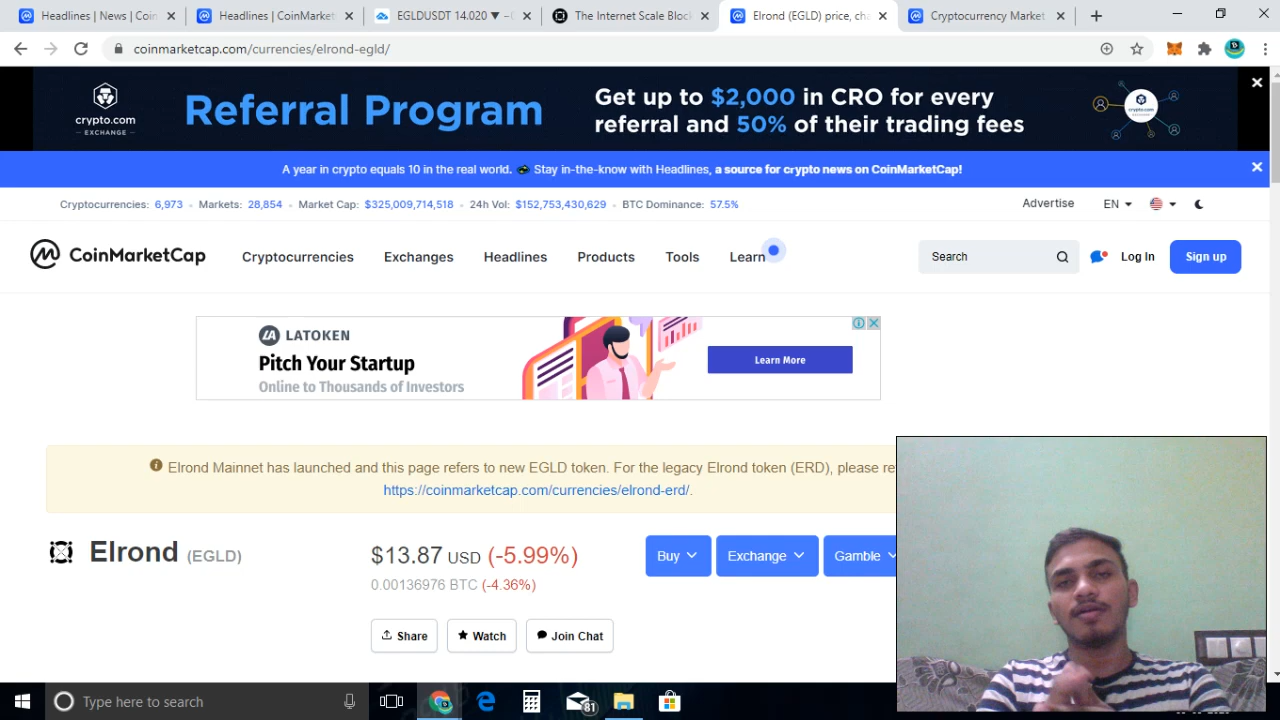 Headlines | News | Coin
Headlines | CoinMarket
EGLDUSDT 14.020 ▼ –
The Internet Scale Block
Elrond (EGLD) price, cha
Cryptocurrency Market
coinmarketcap.com/currencies/elrond-egld/
crypto.com
EXCHANGE
Referral Program
Get up to $2,000 in CRO for every
referral and 50% of their trading fees
A year in crypto equals 10 in the real world. Stay in-the-know with Headlines, a source for crypto news on CoinMarketCap!
Cryptocurrencies: 6,973 • Markets: 28,854 • Market Cap: $325,009,714,518 • 24h Vol: $152,753,430,629 • BTC Dominance: 57.5%
Advertise EN
CoinMarketCap Cryptocurrencies Exchanges Headlines Products Tools Learn Search Log In Sign up
LATOKEN
Pitch Your Startup
Online to Thousands of Investors
Learn More
Elrond Mainnet has launched and this page refers to new EGLD token. For the legacy Elrond token (ERD), please re
https://coinmarketcap.com/currencies/elrond-erd/.
Elrond (EGLD) $13.87 USD (-5.99%) Buy Exchange Gamble
0.00136976 BTC (-4.36%)
Share Watch Join Chat
Type here to search
81